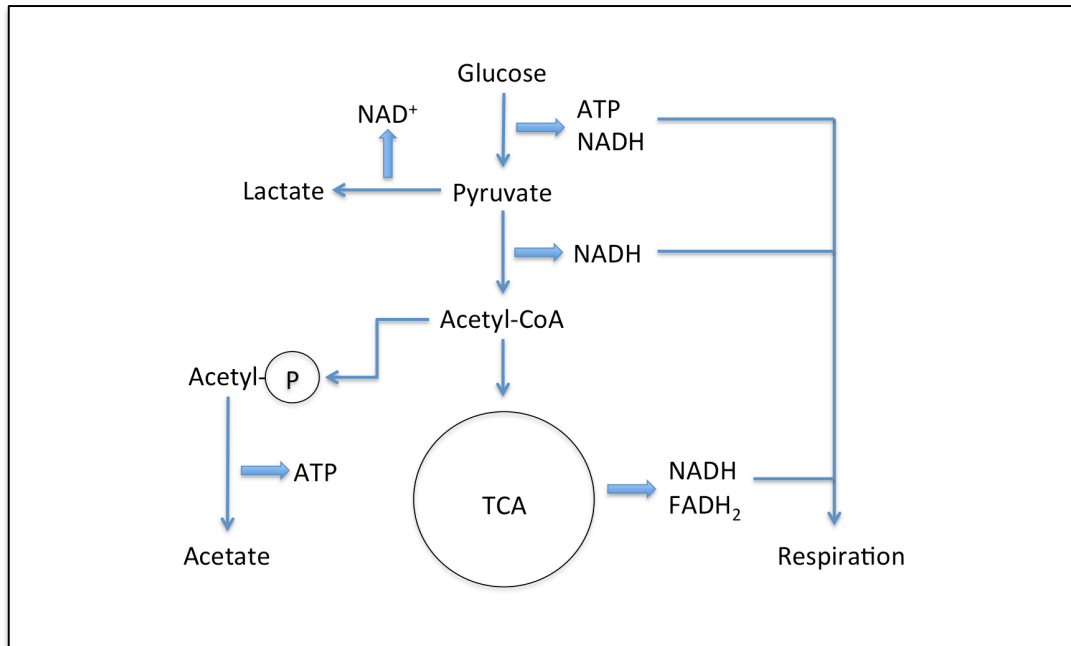 Glucose
NAD⁺
ATP
NADH
Lactate
Pyruvate
NADH
Acetyl-CoA
Acetyl-P
ATP
TCA
NADH
FADH₂
Acetate
Respiration